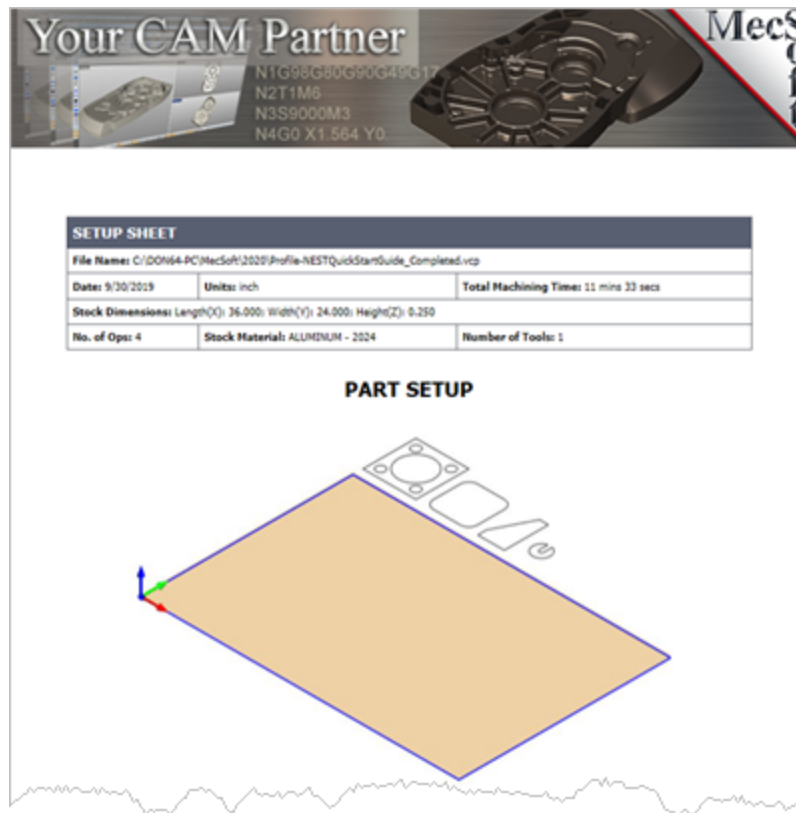 Your CAM Partner
MecSoft
N1G98G80G90G49G17
N2T1M6
N3S9000M3
N4G0 X1.564 Y0
SETUP SHEET
File Name: C:\DON64-PC\MecSoft\2020\Profile-NESTQuickStartGuide_Completed.vcp
Date: 9/30/2019 Units: inch Total Machining Time: 11 mins 33 secs
Stock Dimensions: Length(X): 36.000; Width(Y): 24.000; Height(Z): 0.250
No. of Ops: 4 Stock Material: ALUMINUM - 2024 Number of Tools: 1
PART SETUP